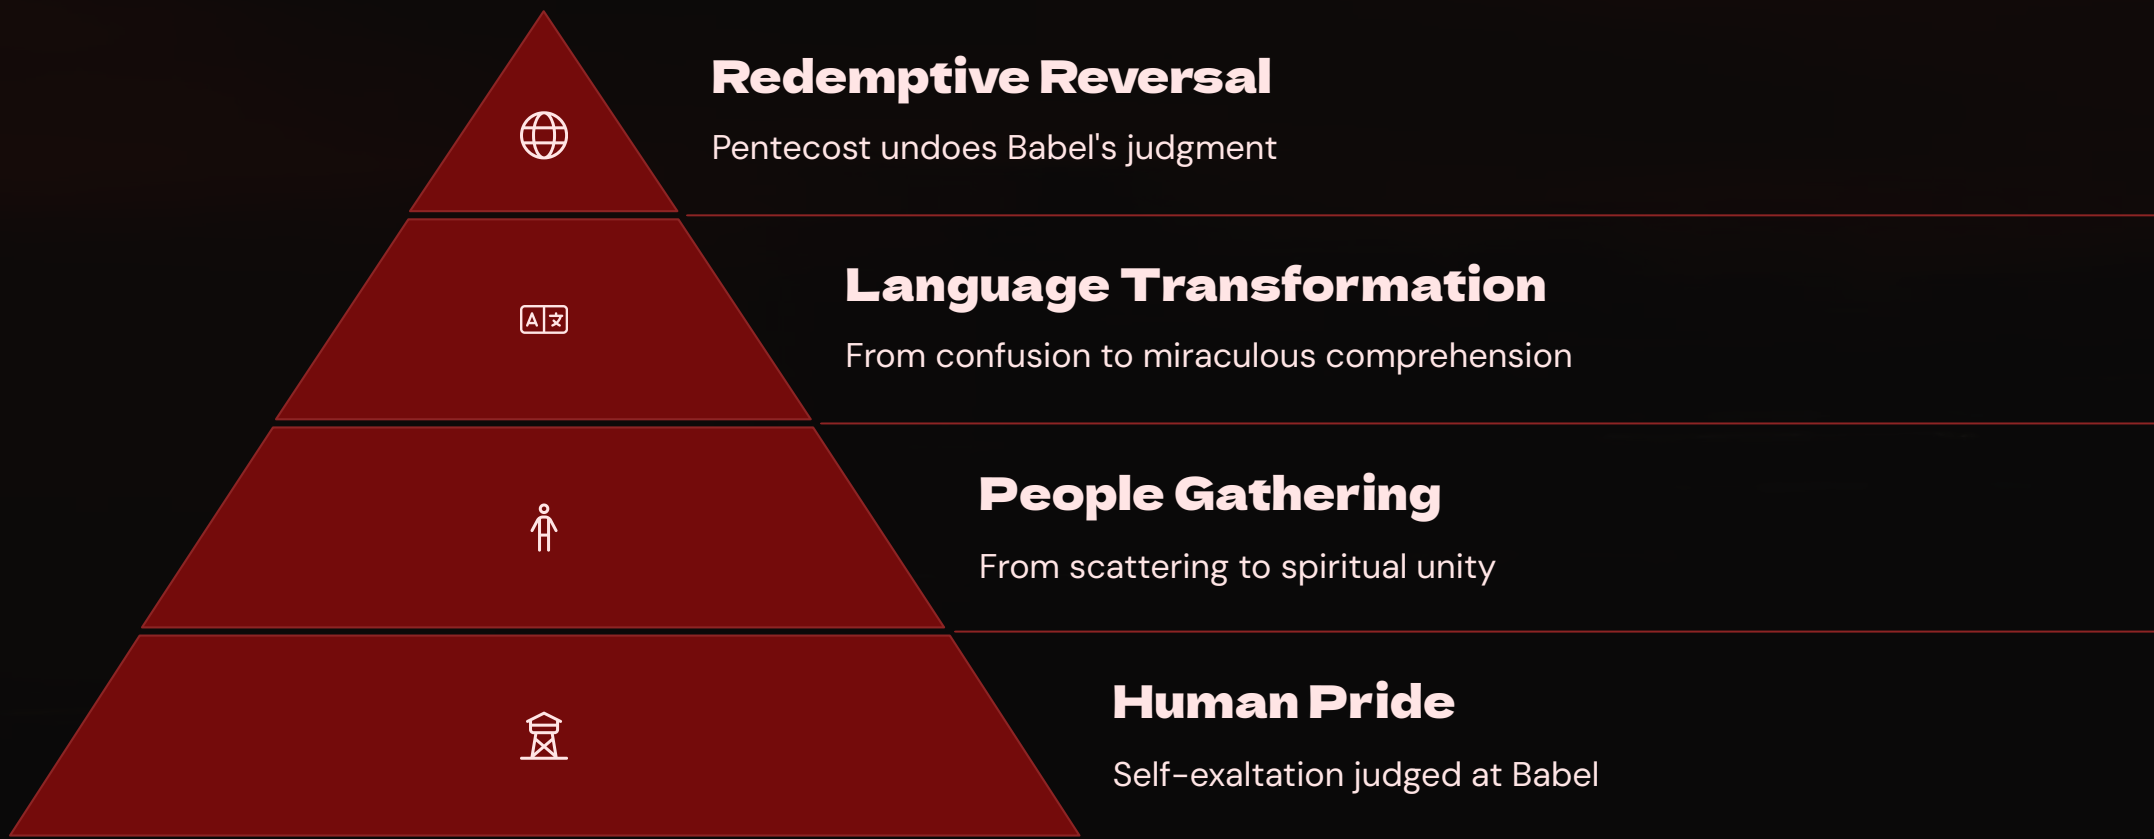 Redemptive Reversal
Pentecost undoes Babel's judgment
A 文
Language Transformation
From confusion to miraculous comprehension
People Gathering
From scattering to spiritual unity
Human Pride
Self-exaltation judged at Babel